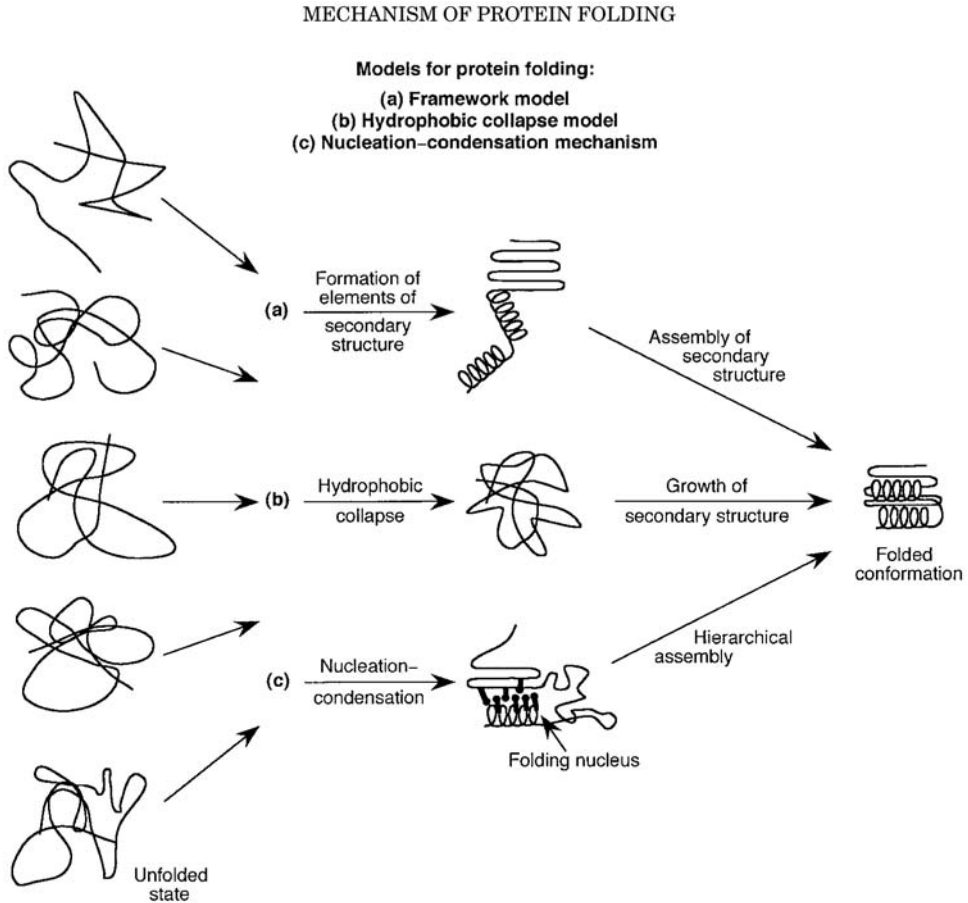 MECHANISM OF PROTEIN FOLDING
Models for protein folding:
(a) Framework model
(b) Hydrophobic collapse model
(c) Nucleation–condensation mechanism
(a)
Formation of
elements of
secondary
structure
Assembly of
secondary
structure
(b)
Hydrophobic
collapse
Growth of
secondary structure
Folded
conformation
(c)
Nucleation–
condensation
Hierarchical
assembly
Folding nucleus
Unfolded
state